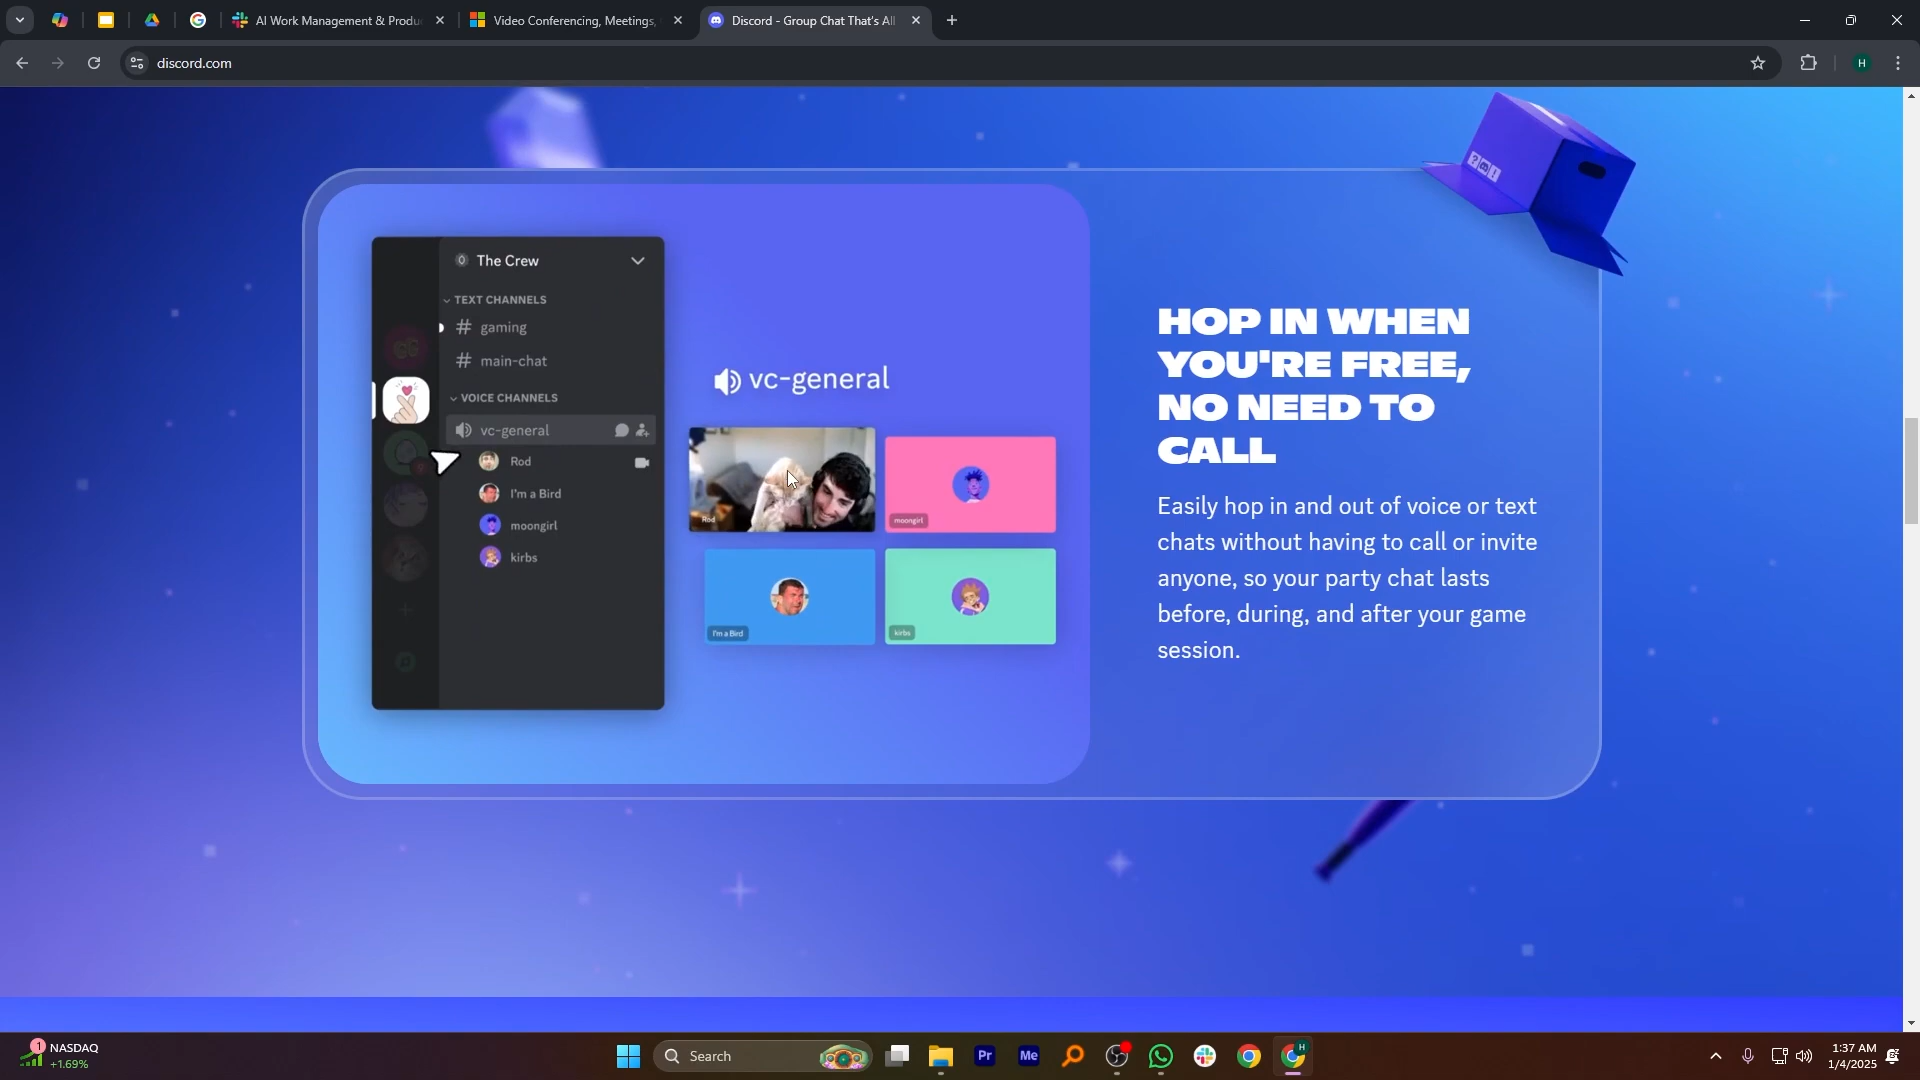 AI Work Management & Produ
Video Conferencing, Meetings,
Discord - Group Chat That's All
discord.com
H
The Crew
TEXT CHANNELS
# gaming
# main-chat
VOICE CHANNELS
vc-general
Rod
I'm a Bird
moongirl
kirbs
vc-general
Rod
moongirl
I'm a Bird
kirbs
HOP IN WHEN
YOU'RE FREE,
NO NEED TO
CALL
Easily hop in and out of voice or text
chats without having to call or invite
anyone, so your party chat lasts
before, during, and after your game
session.
1
NASDAQ
+1.69%
Search
Pr
Me
H
1:37 AM
1/4/2025